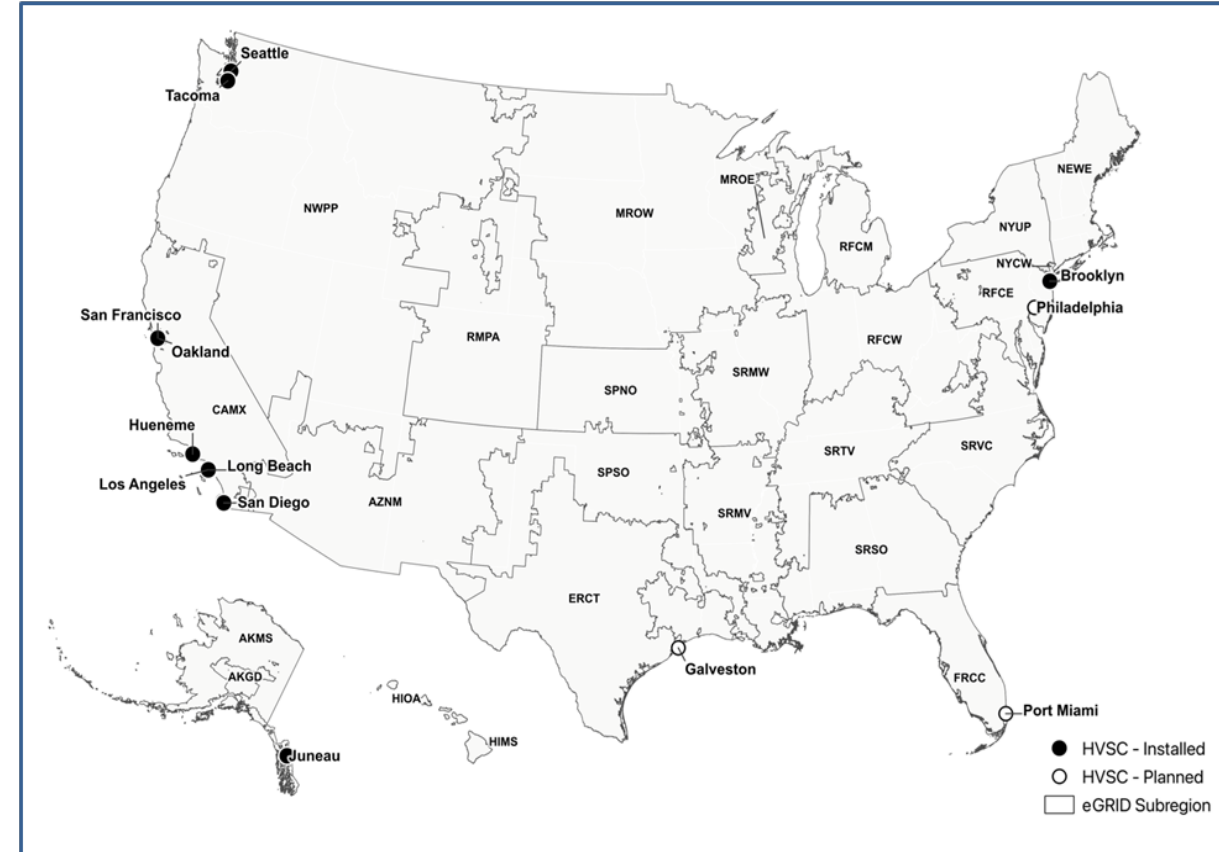 Seattle
Tacoma
NWPP
MROW
MROE
RFCM
NEWE
NYUP
NYCW
Brooklyn
RFCE
Philadelphia
San Francisco
Oakland
RMPA
RFCW
SRMW
SPNO
CAMX
Hueneme
Long Beach
Los Angeles
San Diego
AZNM
SPSO
SRTV
SRVC
SRMV
SRSO
ERCT
AKMS
AKGD
Juneau
HIOA
HIMS
Galveston
FRCC
Port Miami
HVSC - Installed
HVSC - Planned
eGRID Subregion